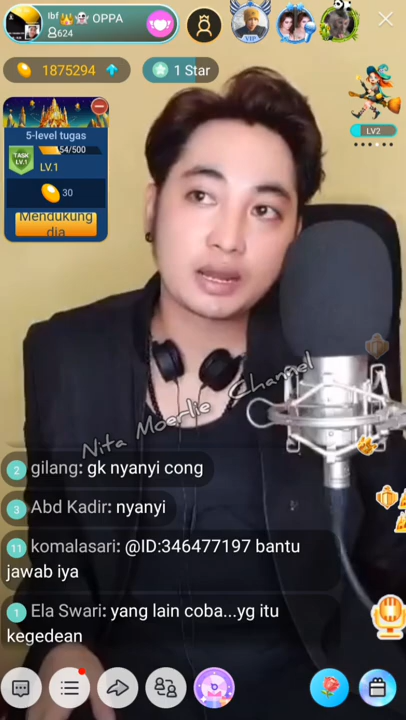 lbf👑👻 OPPA
624
VIP
1875294
1 Star
5-level tugas
54/500
TASK LV.1
LV.1
30
Mendukung
dia
LV2
Nita Moerlie Channel
2 gilang: gk nyanyi cong
3 Abd Kadir: nyanyi
11 komalasari: @ID:346477197 bantu
jawab iya
1 Ela Swari: yang lain coba...yg itu
kegedean